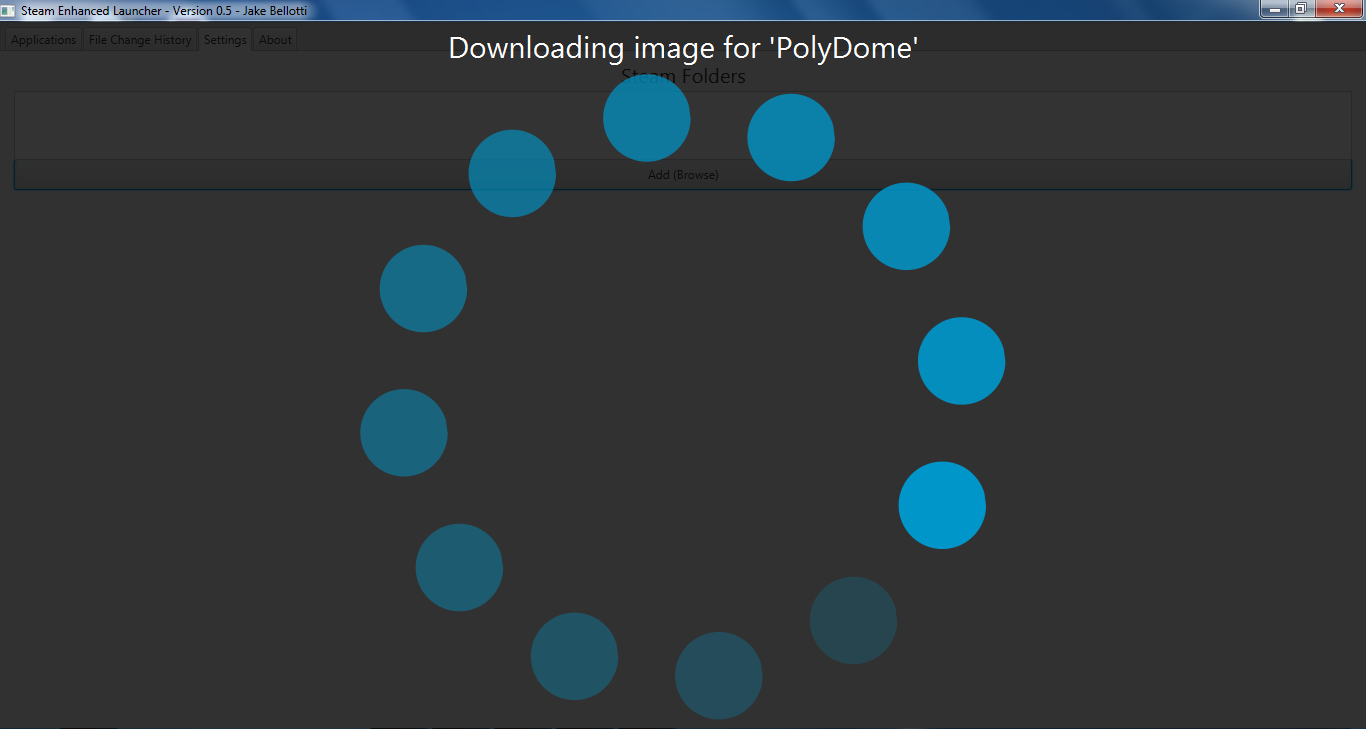 Steam Enhanced Launcher - Version 0.5 - Jake Bellotti
Applications File Change History Settings About
Downloading image for 'PolyDome'
Steam Folders
Add (Browse)